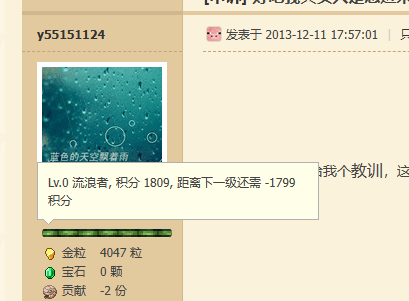 y55151124
发表于 2013-12-11 17:57:01 | 只
蓝色的天空飘着雨
Lv.0 流浪者, 积分 1809, 距离下一级还需 -1799
积分
我个教训，这
金粒 4047 粒
宝石 0 颗
贡献 -2 份